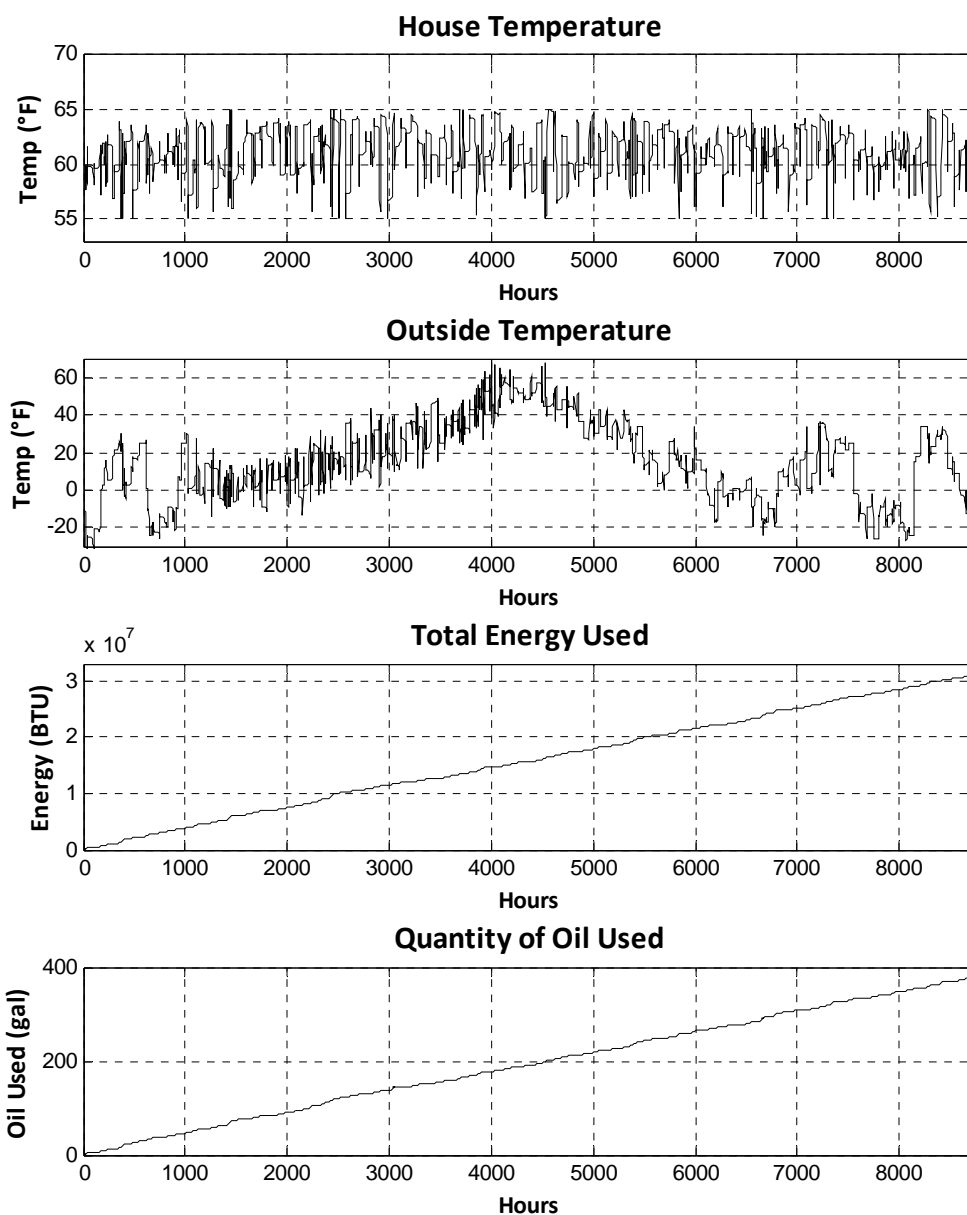 House Temperature
70
65
60
55
Temp (°F)
0 1000 2000 3000 4000 5000 6000 7000 8000
Hours
Outside Temperature
60
40
20
0
-20
Temp (°F)
0 1000 2000 3000 4000 5000 6000 7000 8000
Hours
Total Energy Used
x 10⁷
3
2
1
0
Energy (BTU)
0 1000 2000 3000 4000 5000 6000 7000 8000
Hours
Quantity of Oil Used
400
200
0
Oil Used (gal)
0 1000 2000 3000 4000 5000 6000 7000 8000
Hours